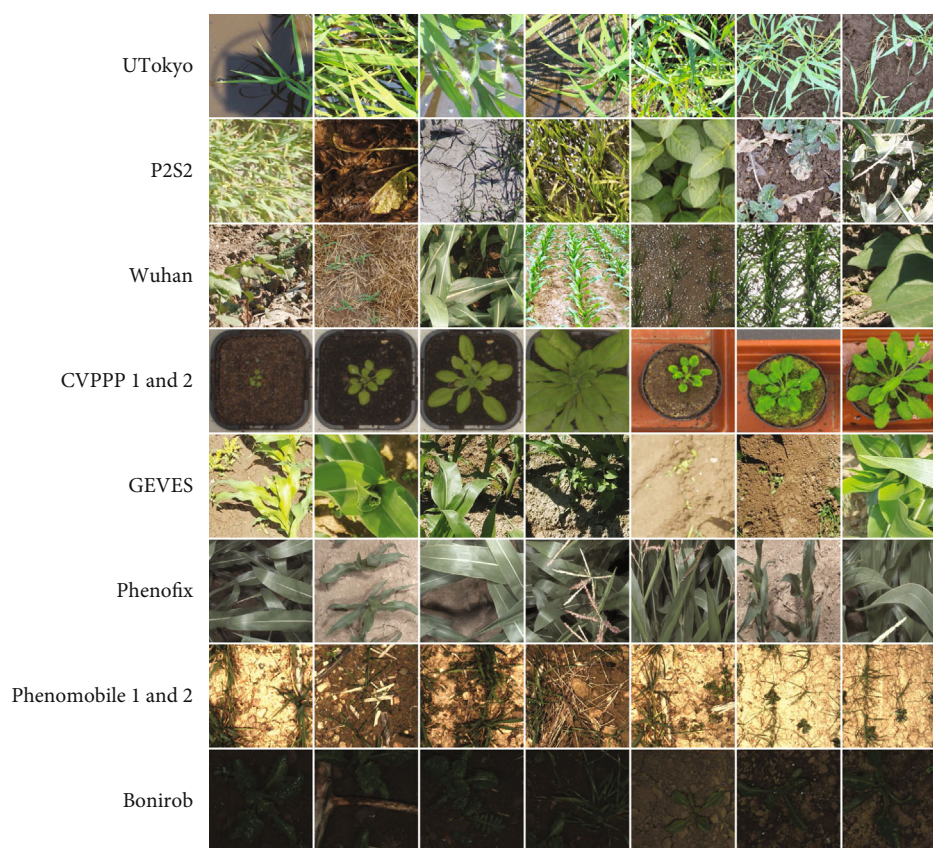 UTokyo
P2S2
Wuhan
CVPPP 1 and 2
GEVES
Phenofix
Phenomobile 1 and 2
Bonirob